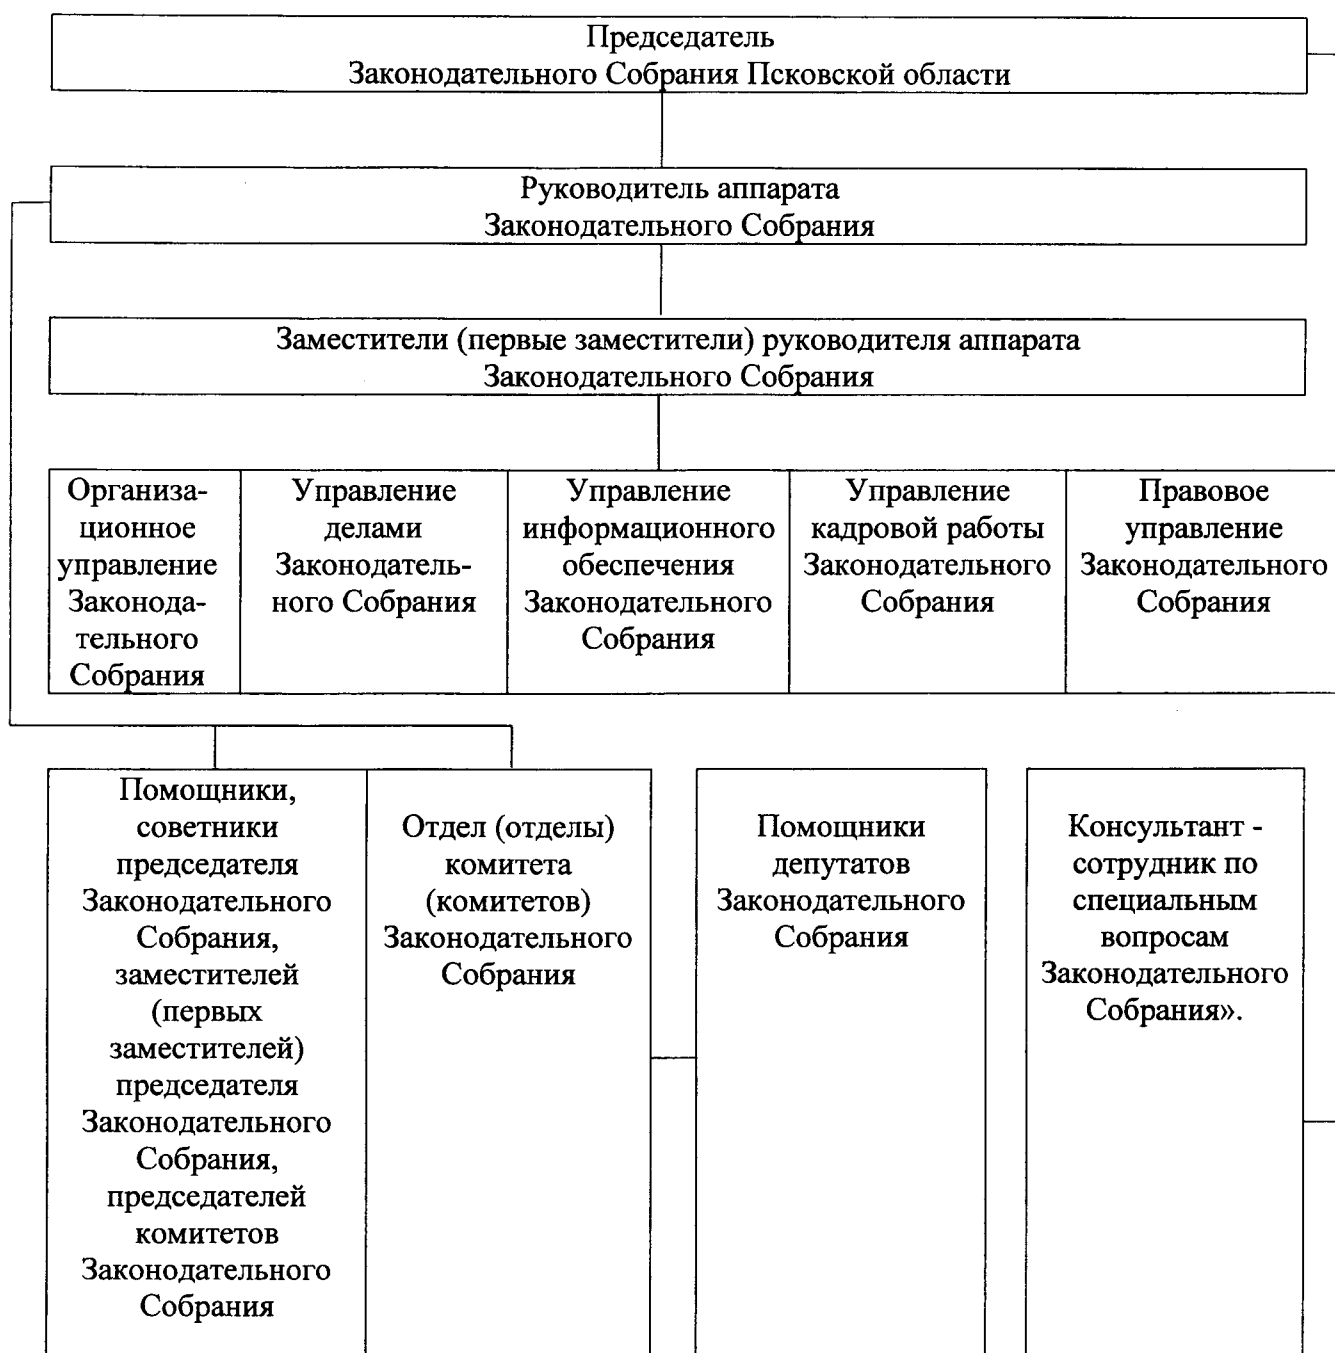 Председатель
Законодательного Собрания Псковской области
Руководитель аппарата
Законодательного Собрания
Заместители (первые заместители) руководителя аппарата
Законодательного Собрания
Организа-
ционное
управление
Законода-
тельного
Собрания
Управление
делами
Законодатель-
ного Собрания
Управление
информационного
обеспечения
Законодательного
Собрания
Управление
кадровой работы
Законодательного
Собрания
Правовое
управление
Законодательного
Собрания
Помощники,
советники
председателя
Законодательного
Собрания,
заместителей
(первых
заместителей)
председателя
Законодательного
Собрания,
председателей
комитетов
Законодательного
Собрания
Отдел (отделы)
комитета
(комитетов)
Законодательного
Собрания
Помощники
депутатов
Законодательного
Собрания
Консультант -
сотрудник по
специальным
вопросам
Законодательного
Собрания».